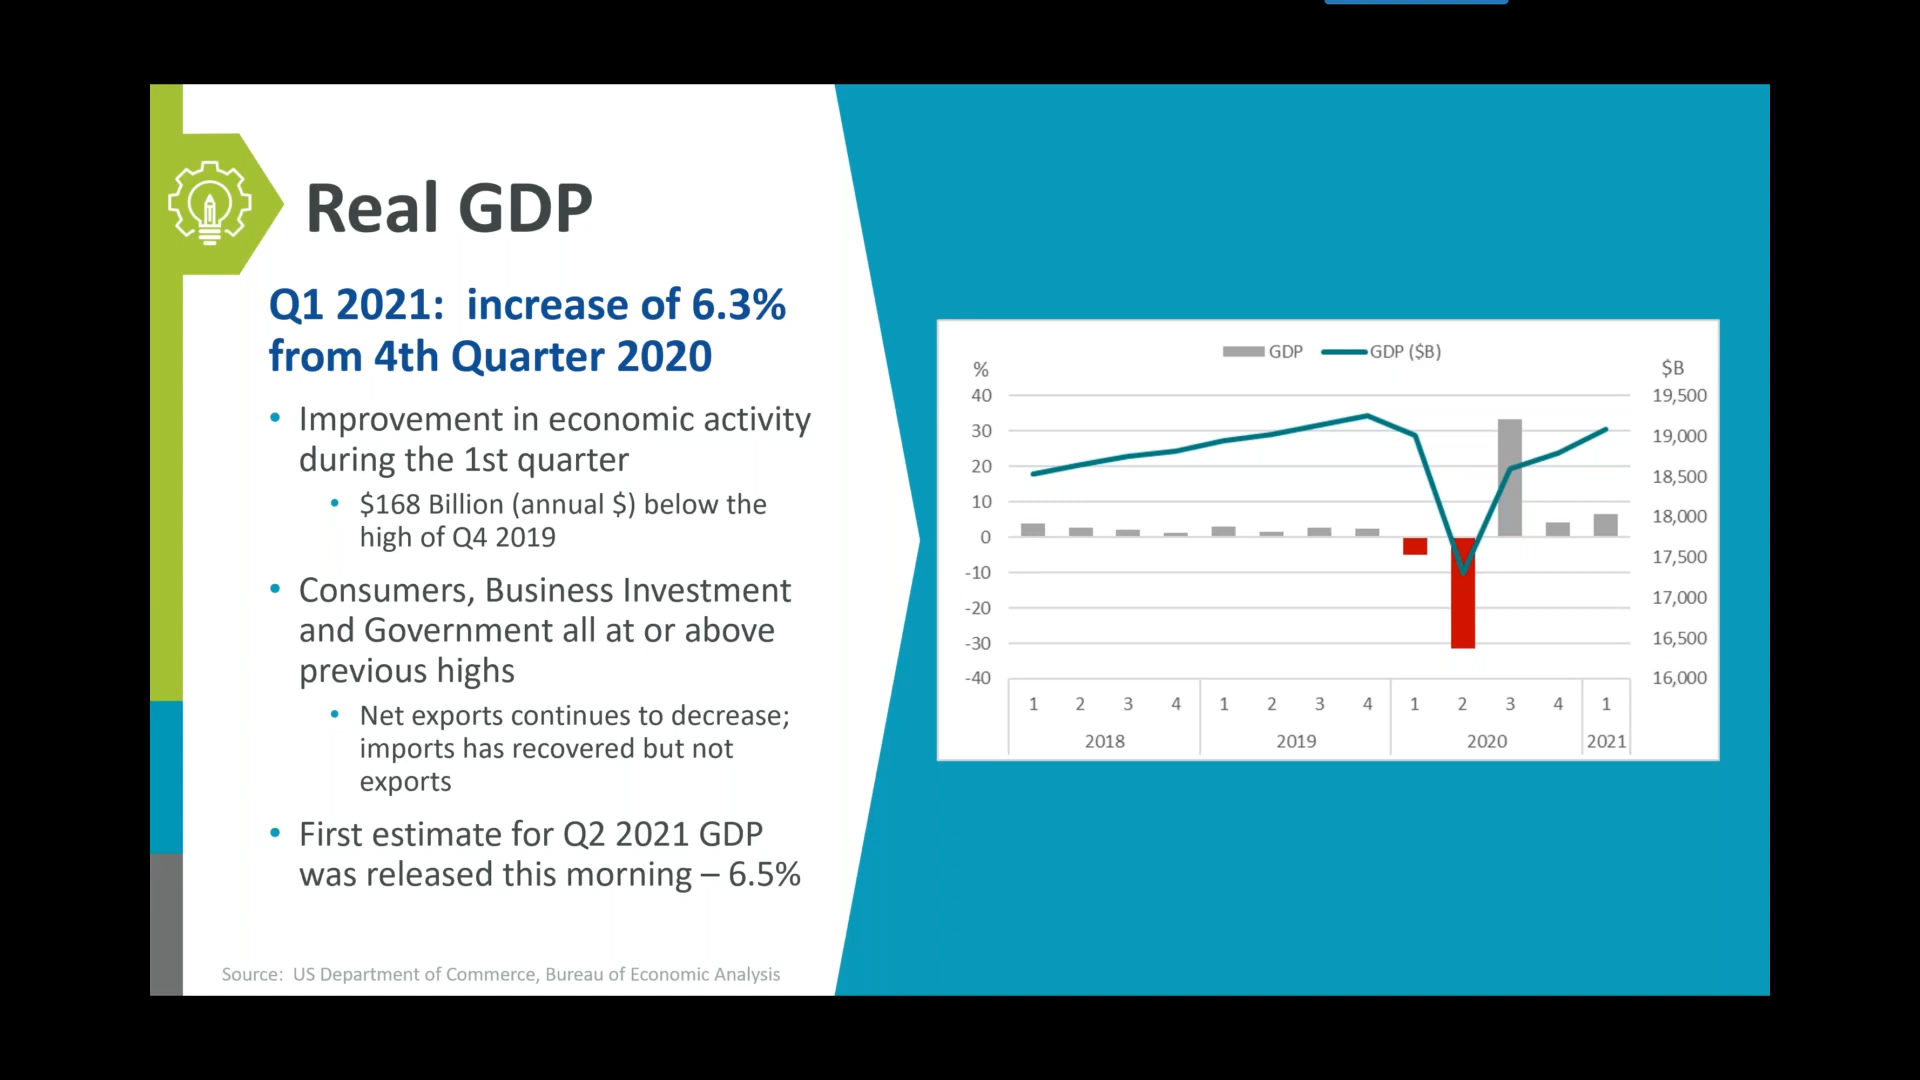 Real GDP
Q1 2021:  increase of 6.3%
from 4th Quarter 2020
• Improvement in economic activity
during the 1st quarter
• $168 Billion (annual $) below the
high of Q4 2019
• Consumers, Business Investment
and Government all at or above
previous highs
• Net exports continues to decrease;
imports has recovered but not
exports
• First estimate for Q2 2021 GDP
was released this morning – 6.5%
Source:  US Department of Commerce, Bureau of Economic Analysis
GDP GDP ($B)
% $B
40 19,500
30 19,000
20 18,500
10 18,000
0 17,500
-10 17,000
-20 16,500
-30 16,000
-40
1 2 3 4 1 2 3 4 1 2 3 4 1
2018 2019 2020 2021